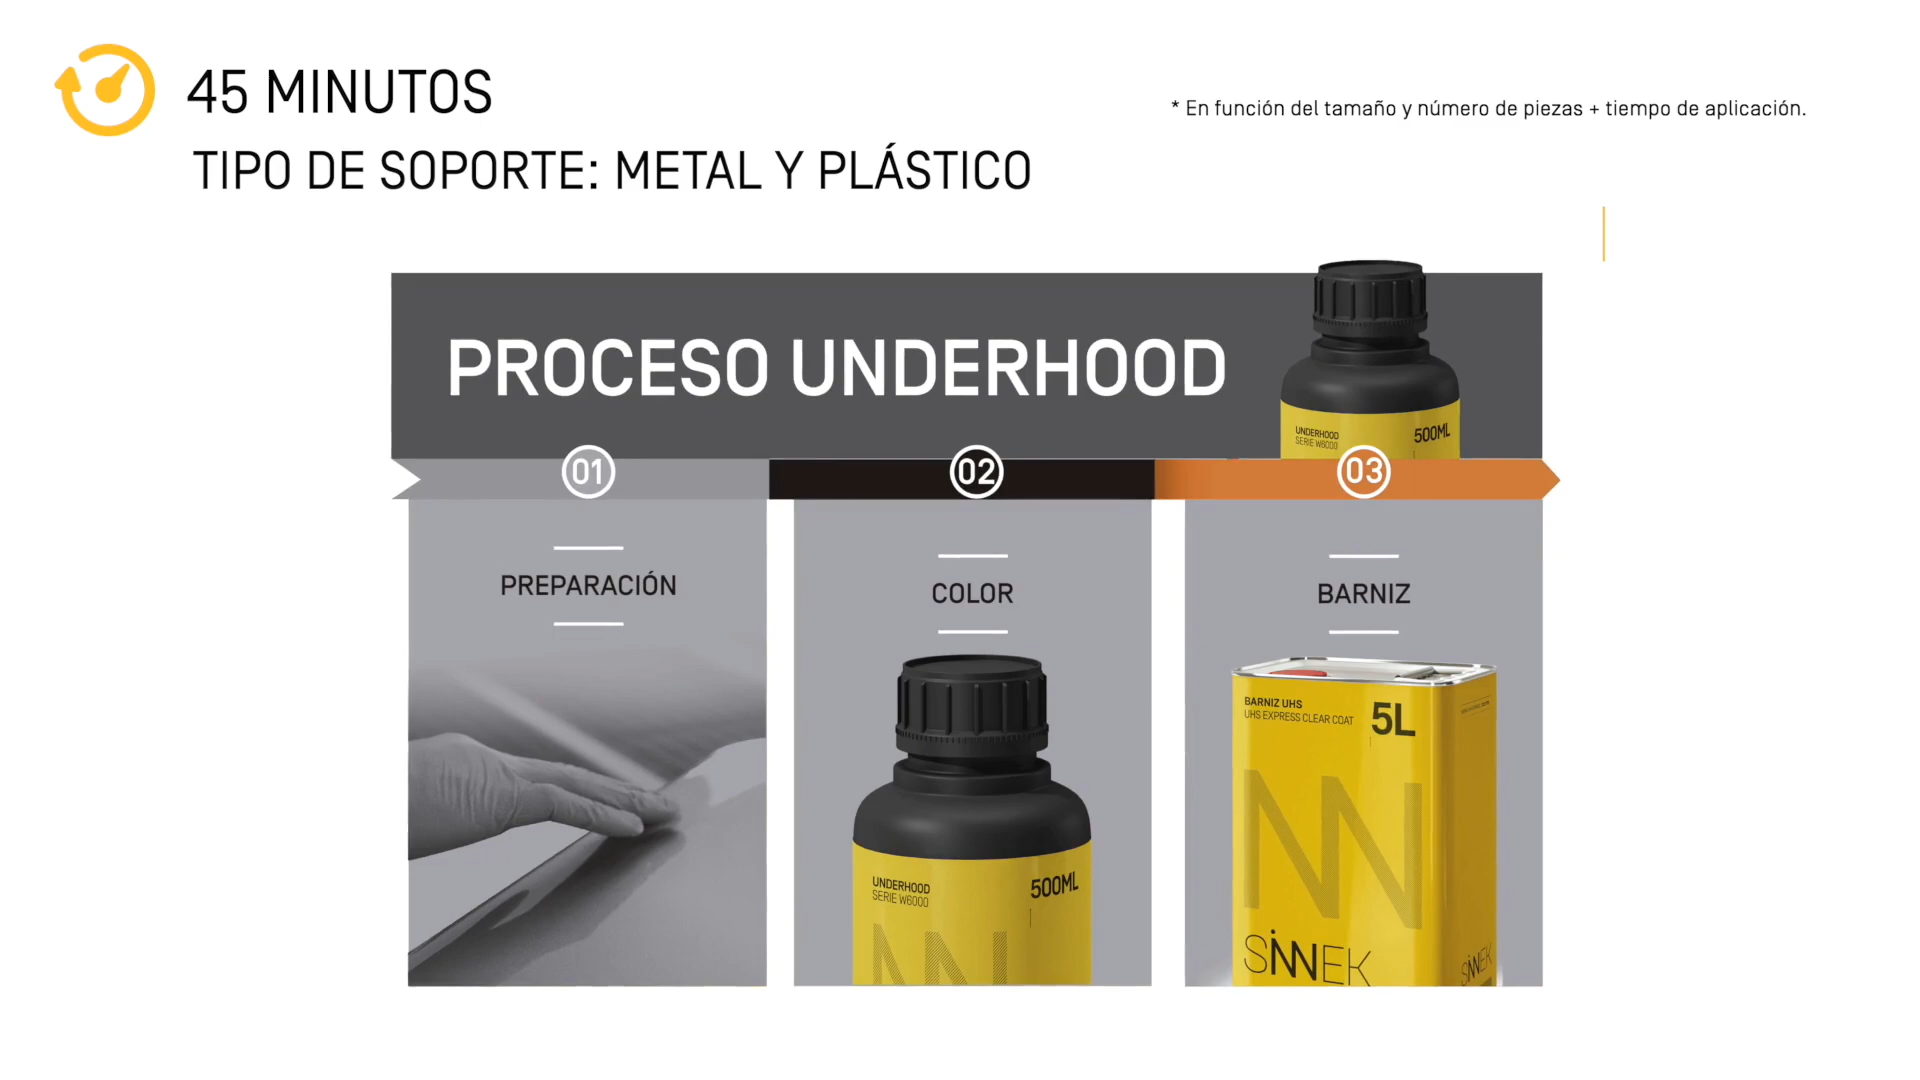 45 MINUTOS
* En función del tamaño y número de piezas + tiempo de aplicación.
TIPO DE SOPORTE: METAL Y PLÁSTICO
PROCESO UNDERHOOD
UNDERHOOD
SERIE W6000
500ML
01
02
03
PREPARACIÓN
COLOR
BARNIZ
UNDERHOOD
SERIE W6000
500ML
BARNIZ UHS
UHS EXPRESS CLEAR COAT
5L
SINNEK
SINNEK